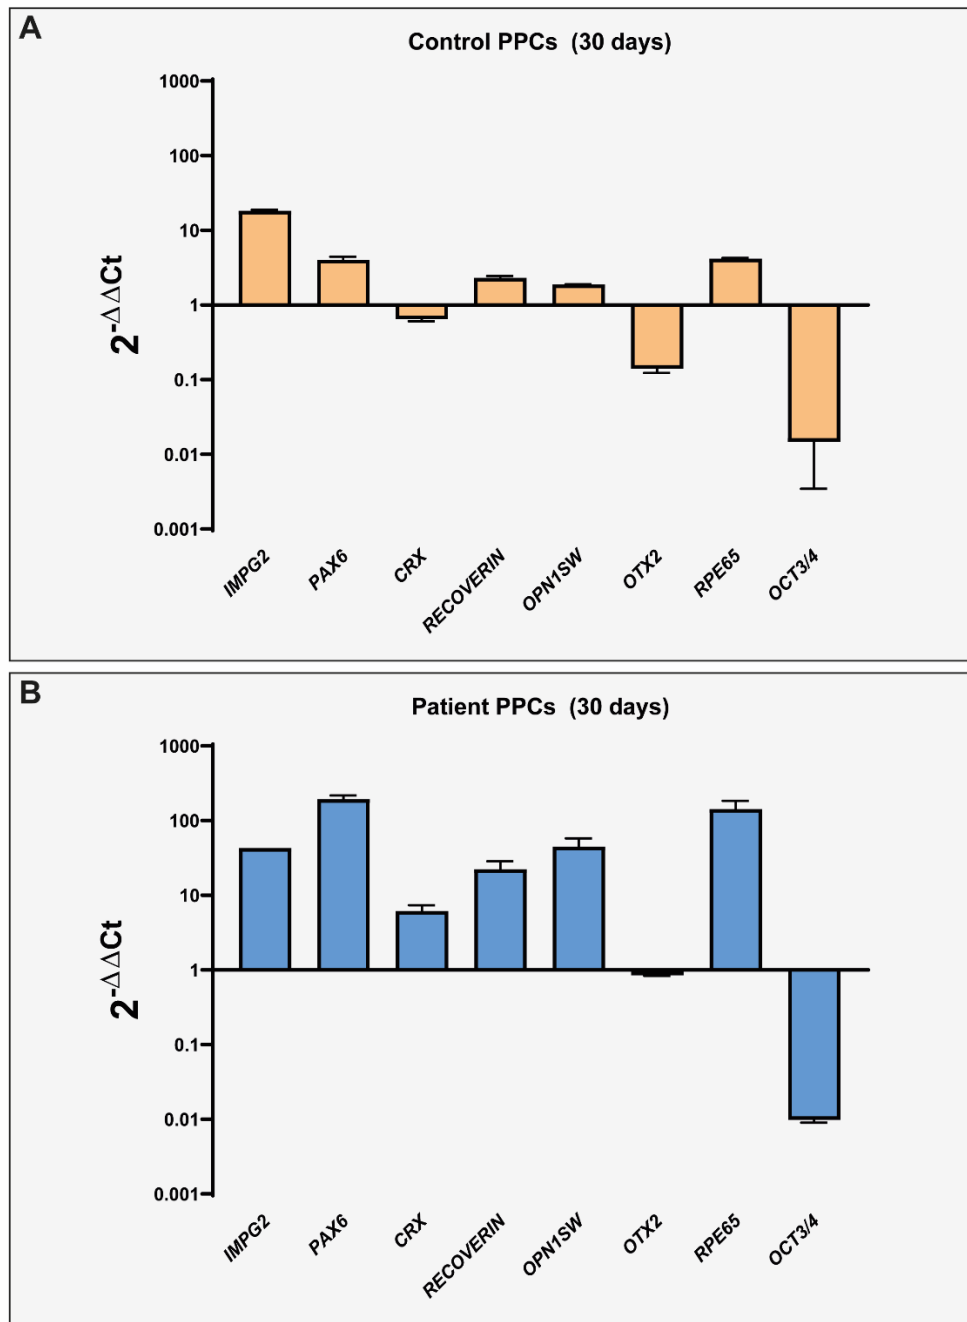 A
Control PPCs (30 days)
1000
100
10
1
0.1
0.01
0.001
2-ΔΔCt
IMPG2
PAX6
CRX
RECOVERIN
OPN1SW
OTX2
RPE65
OCT3/4
B
Patient PPCs (30 days)
1000
100
10
1
0.1
0.01
0.001
2-ΔΔCt
IMPG2
PAX6
CRX
RECOVERIN
OPN1SW
OTX2
RPE65
OCT3/4